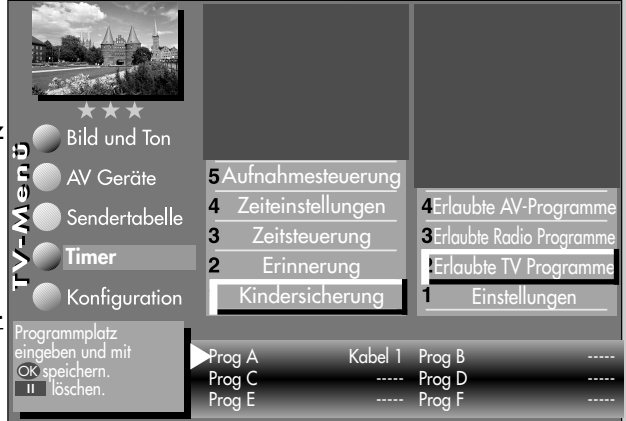 TV-Menü
Bild und Ton
AV Geräte
Sendertabelle
Timer
Konfiguration
5 Aufnahmesteuerung
4 Zeiteinstellungen
3 Zeitsteuerung
2 Erinnerung
Kindersicherung
4 Erlaubte AV-Programme
3 Erlaubte Radio Programme
2 Erlaubte TV Programme
1 Einstellungen
Programmplatz
eingeben und mit
OK speichern.
II löschen.
Prog A Kabel 1 Prog B -----
Prog C ----- Prog D -----
Prog E ----- Prog F -----